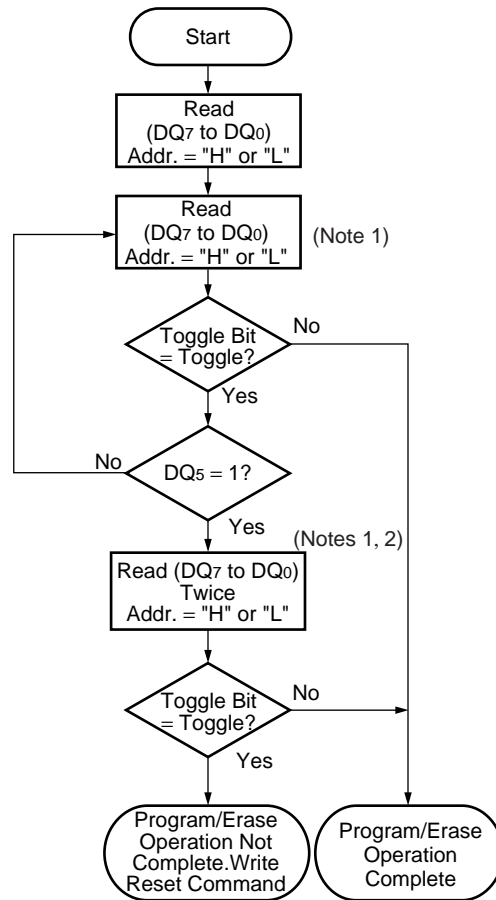 Start
Read
(DQ7 to DQ0)
Addr. = "H" or "L"
Read
(DQ7 to DQ0)
Addr. = "H" or "L"
(Note 1)
Toggle Bit
= Toggle?
No
Yes
DQ5 = 1?
No
Yes
(Notes 1, 2)
Read (DQ7 to DQ0)
Twice
Addr. = "H" or "L"
Toggle Bit
= Toggle?
No
Yes
Program/Erase
Operation Not
Complete.Write
Reset Command
Program/Erase
Operation
Complete